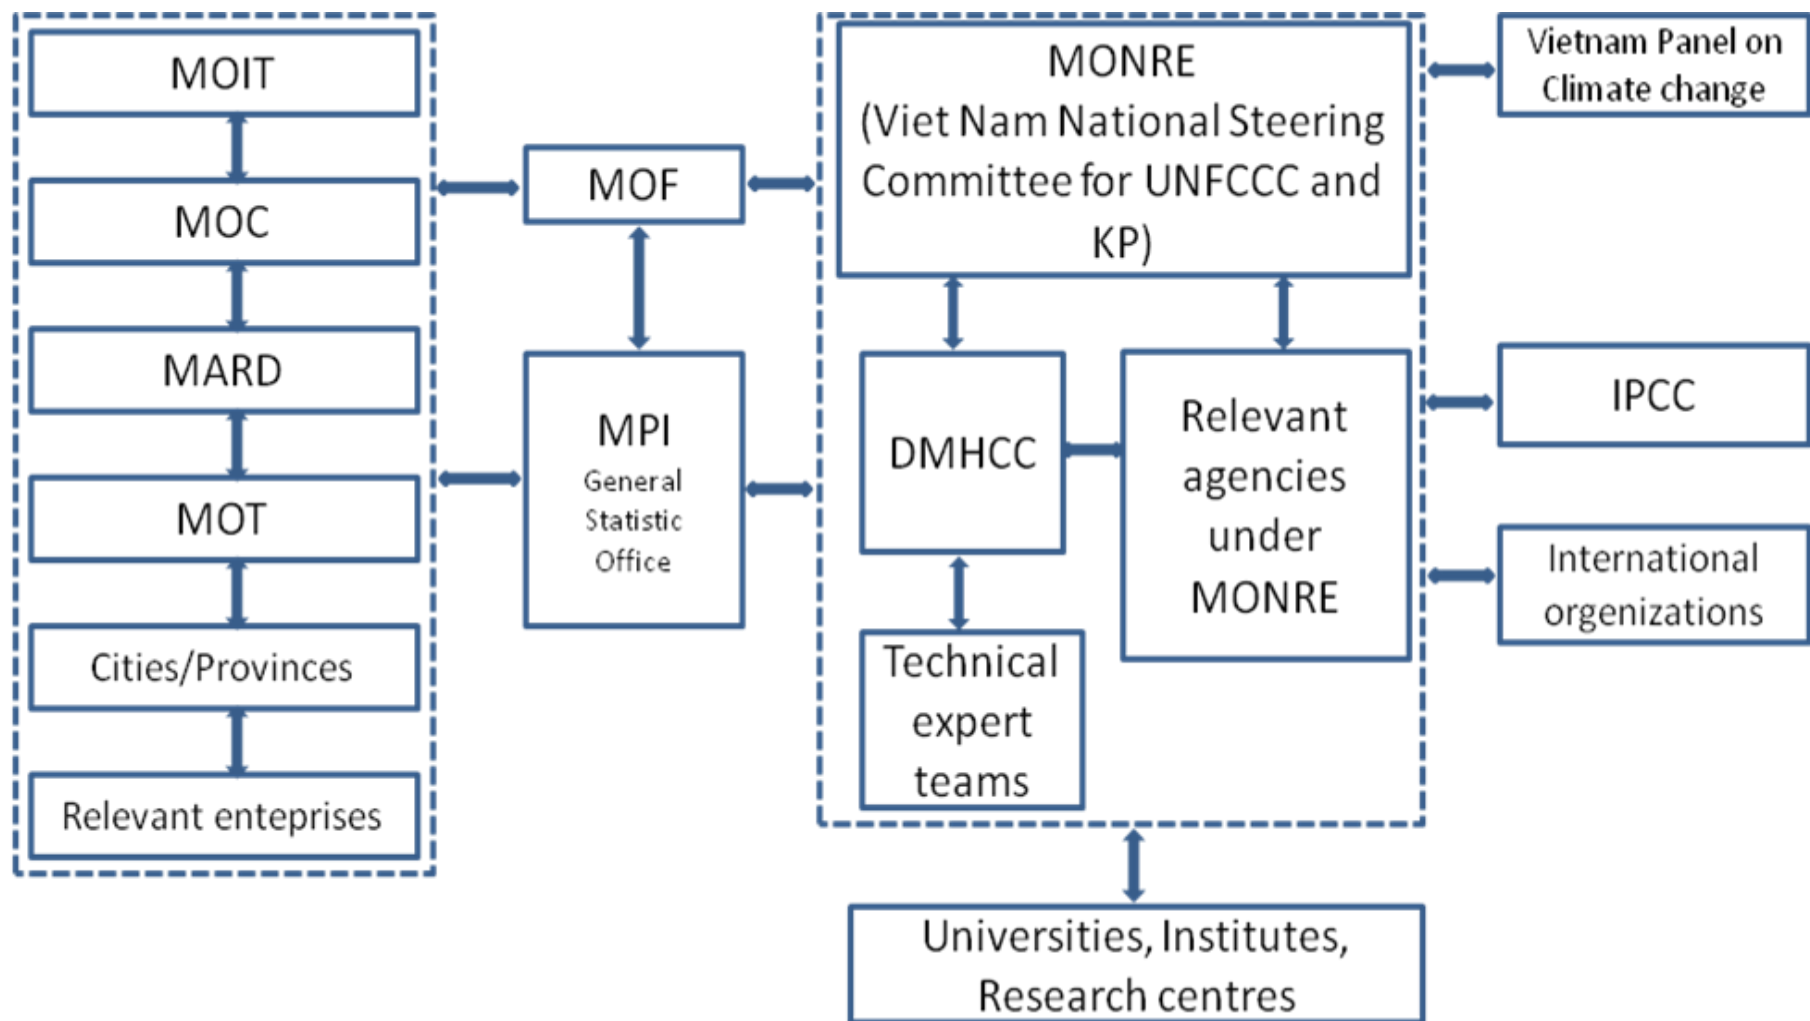 MOIT
MOC
MARD
MOT
Cities/Provinces
Relevant enteprises
MOF
MPI
General
Statistic
Office
MONRE
(Viet Nam National Steering
Committee for UNFCCC and
KP)
DMHCC
Relevant
agencies
under
MONRE
Technical
expert
teams
Universities, Institutes,
Research centres
Vietnam Panel on
Climate change
IPCC
International
orgenizations